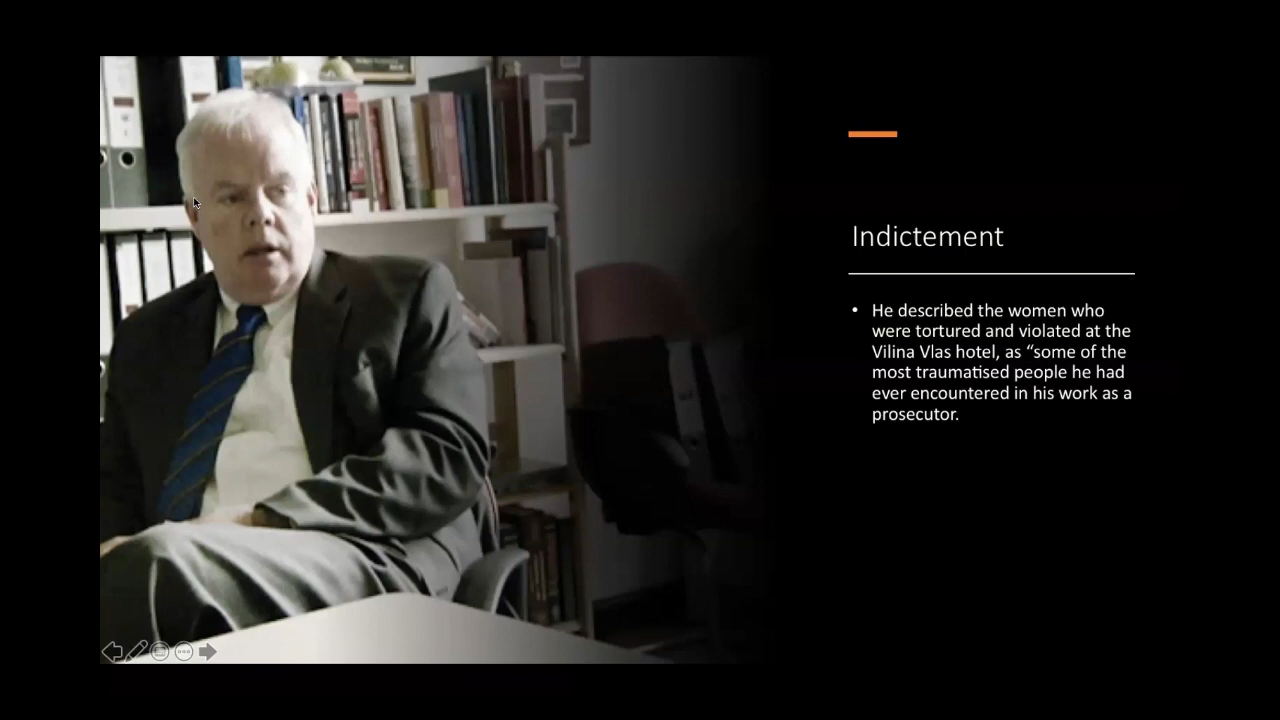 Indictement
• He described the women who
were tortured and violated at the
Vilina Vlas hotel, as “some of the
most traumatised people he had
ever encountered in his work as a
prosecutor.